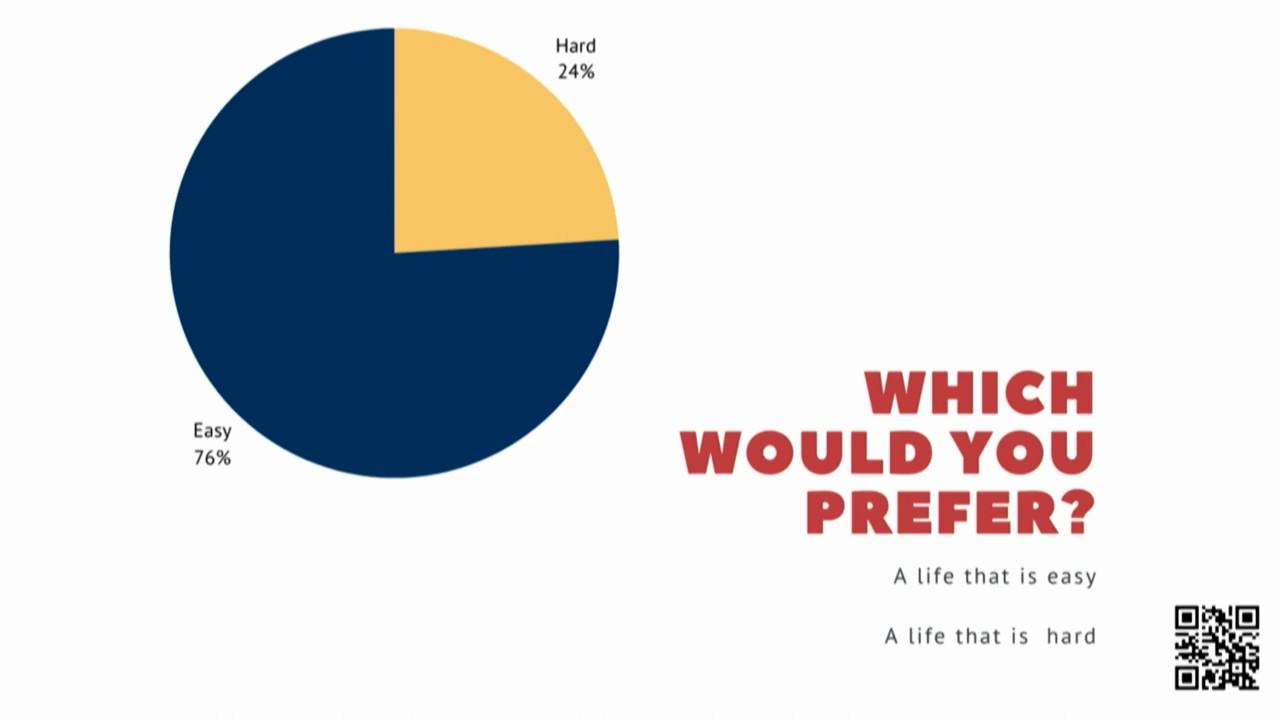 Hard
24%
Easy
76%
WHICH
WOULD YOU
PREFER?
A life that is easy
A life that is hard